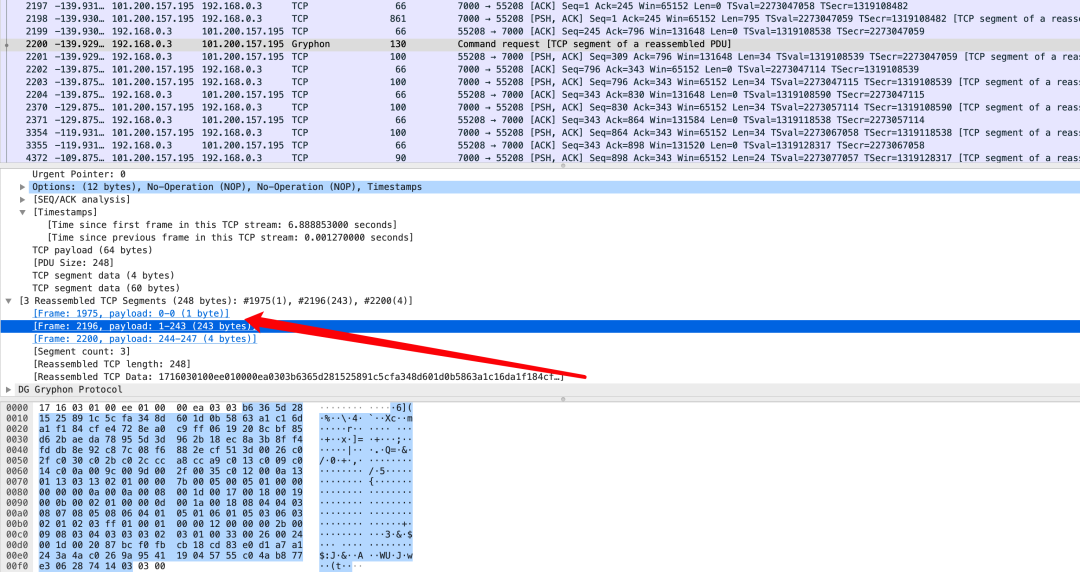 2197 -139.931… 101.200.157.195 192.168.0.3 TCP 66 7000 → 55208 [ACK] Seq=1 Ack=245 Win=65152 Len=0 TSval=2273047058 TSecr=1319108482
2198 -139.930… 101.200.157.195 192.168.0.3 TCP 861 7000 → 55208 [PSH, ACK] Seq=1 Ack=245 Win=65152 Len=795 TSval=2273047059 TSecr=1319108482 [TCP segment of a reass
2199 -139.930… 192.168.0.3 101.200.157.195 TCP 66 55208 → 7000 [ACK] Seq=245 Ack=796 Win=131648 Len=0 TSval=1319108538 TSecr=2273047059
2200 -139.929… 192.168.0.3 101.200.157.195 Gryphon 130 Command request [TCP segment of a reassembled PDU]
2201 -139.929… 192.168.0.3 101.200.157.195 TCP 100 55208 → 7000 [PSH, ACK] Seq=309 Ack=796 Win=131648 Len=34 TSval=1319108539 TSecr=2273047059 [TCP segment of a rea
2202 -139.875… 101.200.157.195 192.168.0.3 TCP 66 7000 → 55208 [ACK] Seq=796 Ack=343 Win=65152 Len=0 TSval=2273047114 TSecr=1319108539
2203 -139.875… 101.200.157.195 192.168.0.3 TCP 100 7000 → 55208 [PSH, ACK] Seq=796 Ack=343 Win=65152 Len=34 TSval=2273047115 TSecr=1319108539 [TCP segment of a reass
2204 -139.875… 192.168.0.3 101.200.157.195 TCP 66 55208 → 7000 [ACK] Seq=343 Ack=830 Win=131648 Len=0 TSval=1319108590 TSecr=2273047115
2370 -129.875… 101.200.157.195 192.168.0.3 TCP 100 7000 → 55208 [PSH, ACK] Seq=830 Ack=343 Win=65152 Len=34 TSval=2273057114 TSecr=1319108590 [TCP segment of a reass
2371 -129.875… 192.168.0.3 101.200.157.195 TCP 66 55208 → 7000 [ACK] Seq=343 Ack=864 Win=131584 Len=0 TSval=1319118538 TSecr=2273057114
3354 -119.931… 101.200.157.195 192.168.0.3 TCP 100 7000 → 55208 [PSH, ACK] Seq=864 Ack=343 Win=65152 Len=34 TSval=2273067058 TSecr=1319118538 [TCP segment of a reass
3355 -119.931… 192.168.0.3 101.200.157.195 TCP 66 55208 → 7000 [ACK] Seq=343 Ack=898 Win=131520 Len=0 TSval=1319128317 TSecr=2273067058
4372 -109.875… 101.200.157.195 192.168.0.3 TCP 90 7000 → 55208 [PSH, ACK] Seq=898 Ack=343 Win=65152 Len=24 TSval=2273077057 TSecr=1319128317 [TCP segment of a reass
Urgent Pointer: 0
Options: (12 bytes), No-Operation (NOP), No-Operation (NOP), Timestamps
[SEQ/ACK analysis]
[Timestamps]
[Time since first frame in this TCP stream: 6.888853000 seconds]
[Time since previous frame in this TCP stream: 0.001270000 seconds]
TCP payload (64 bytes)
[PDU Size: 248]
TCP segment data (4 bytes)
TCP segment data (60 bytes)
[3 Reassembled TCP Segments (248 bytes): #1975(1), #2196(243), #2200(4)]
[Frame: 1975, payload: 0-0 (1 byte)]
[Frame: 2196, payload: 1-243 (243 bytes)]
[Frame: 2200, payload: 244-247 (4 bytes)]
[Segment count: 3]
[Reassembled TCP length: 248]
[Reassembled TCP Data: 1716030100ee010000ea0303b6365d281525891c5cfa348d601d0b5863a1c16da1f184cf…]
DG Gryphon Protocol
0000 17 16 03 01 00 ee 01 00 00 ea 03 03 b6 36 5d 28 ········ ·····6](
0010 15 25 89 1c 5c fa 34 8d 60 1d 0b 58 63 a1 c1 6d ·%··\·4· `··Xc··m
0020 a1 f1 84 cf e4 72 8e a0 c9 ff 06 19 20 8c bf 85 ·····r·· ···· ···
0030 d6 2b ae da 78 95 5d 3d 96 2b 18 ec 8a 3b 8f f4 ·+··x·]= ·+···;··
0040 fd db 8e 92 c8 7c 08 f6 88 2e cf 51 3d 00 26 c0 ·····|·· ·.·Q=·&·
0050 2f c0 30 c0 2b c0 2c cc a8 cc a9 c0 13 c0 09 c0 /·0·+·,· ········
0060 14 c0 0a 00 9c 00 9d 00 2f 00 35 c0 12 00 0a 13 ········ /·5·····
0070 01 13 03 13 02 01 00 00 7b 00 05 00 05 01 00 00 ········ {·······
0080 00 00 00 0a 00 0a 00 08 00 1d 00 17 00 18 00 19 ········ ········
0090 00 0b 00 02 01 00 00 0d 00 1a 00 18 08 04 04 03 ········ ········
00a0 08 07 08 05 08 06 04 01 05 01 06 01 05 03 06 03 ········ ········
00b0 02 01 02 03 ff 01 00 01 00 00 12 00 00 00 2b 00 ········ ······+·
00c0 09 08 03 04 03 03 03 02 03 01 00 33 00 26 00 24 ········ ···3·&·$
00d0 00 1d 00 20 87 bc f0 fb cb 18 cd 83 e0 d1 a7 a1 ··· ···· ········
00e0 24 3a 4a c0 26 9a 95 41 19 04 57 55 c0 4a b8 77 $:J·&··A ··WU·J·w
00f0 e3 06 28 74 14 03 03 00 ··(t····